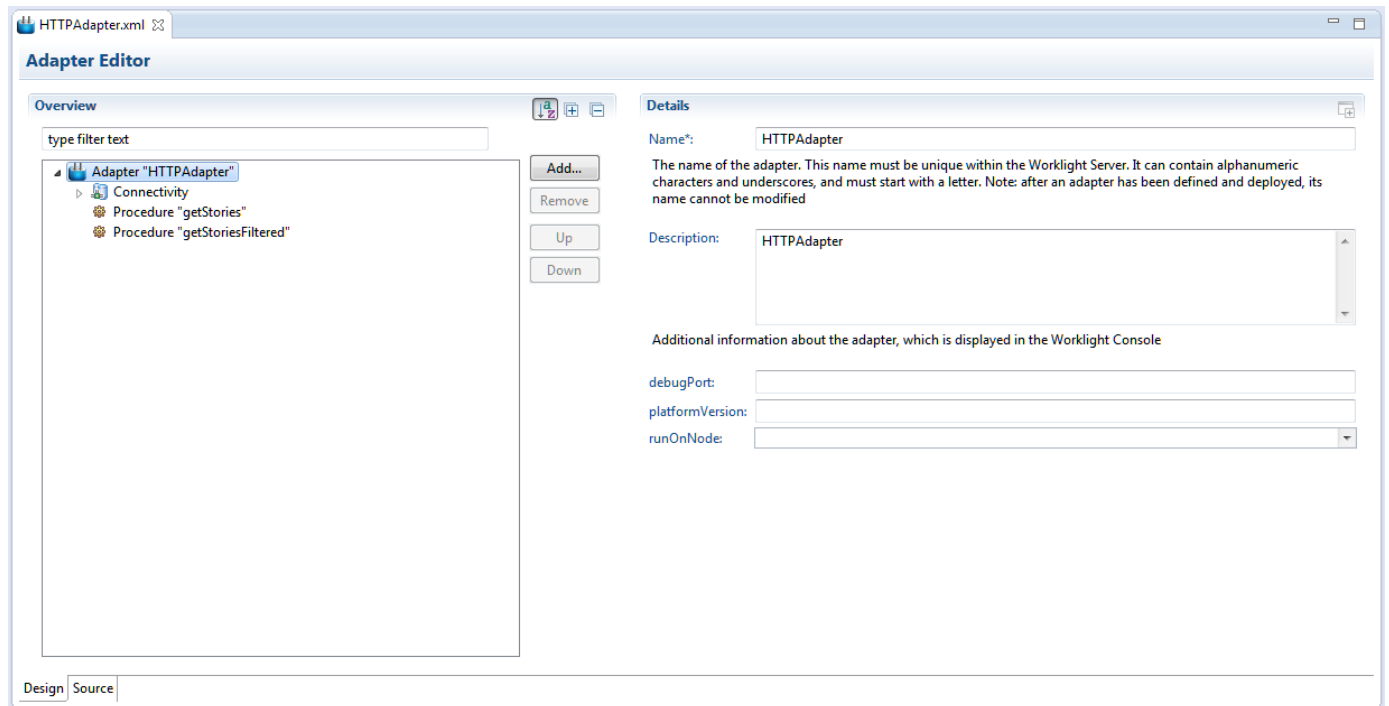 HTTPAdapter.xml
Adapter Editor
Overview
type filter text
Adapter "HTTPAdapter"
Connectivity
Procedure "getStories"
Procedure "getStoriesFiltered"
Add...
Remove
Up
Down
Details
Name*: HTTPAdapter
The name of the adapter. This name must be unique within the Worklight Server. It can contain alphanumeric
characters and underscores, and must start with a letter. Note: after an adapter has been defined and deployed, its
name cannot be modified
Description: HTTPAdapter
Additional information about the adapter, which is displayed in the Worklight Console
debugPort:
platformVersion:
runOnNode:
Design Source